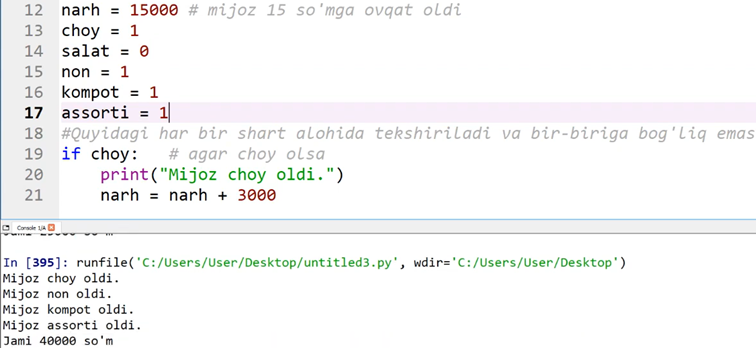 12 narh = 15000 # mijoz 15 so'mga ovqat oldi
13 choy = 1
14 salat = 0
15 non = 1
16 kompot = 1
17 assorti = 1
18 #Quyidagi har bir shart alohida tekshiriladi va bir-biriga bog'liq emas
19 if choy: # agar choy olsa
20 print("Mijoz choy oldi.")
21 narh = narh + 3000
Console 1/A
In [395]: runfile('C:/Users/User/Desktop/untitled3.py', wdir='C:/Users/User/Desktop')
Mijoz choy oldi.
Mijoz non oldi.
Mijoz kompot oldi.
Mijoz assorti oldi.
Jami 40000 so'm